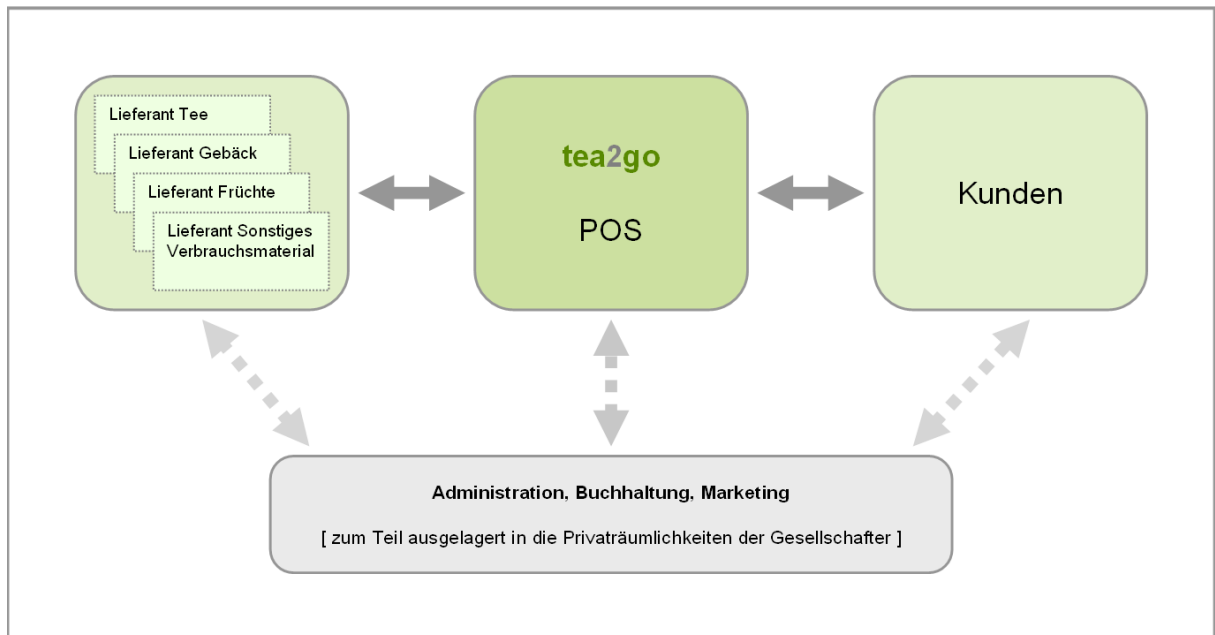 Lieferant Tee
Lieferant Gebäck
Lieferant Früchte
Lieferant Sonstiges
Verbrauchsmaterial
tea2go
POS
Kunden
Administration, Buchhaltung, Marketing
[ zum Teil ausgelagert in die Privaträumlichkeiten der Gesellschafter ]